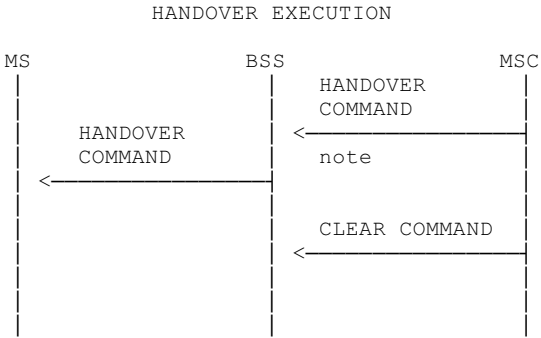 HANDOVER EXECUTION
MS BSS MSC
HANDOVER
COMMAND
HANDOVER
COMMAND
note
CLEAR COMMAND